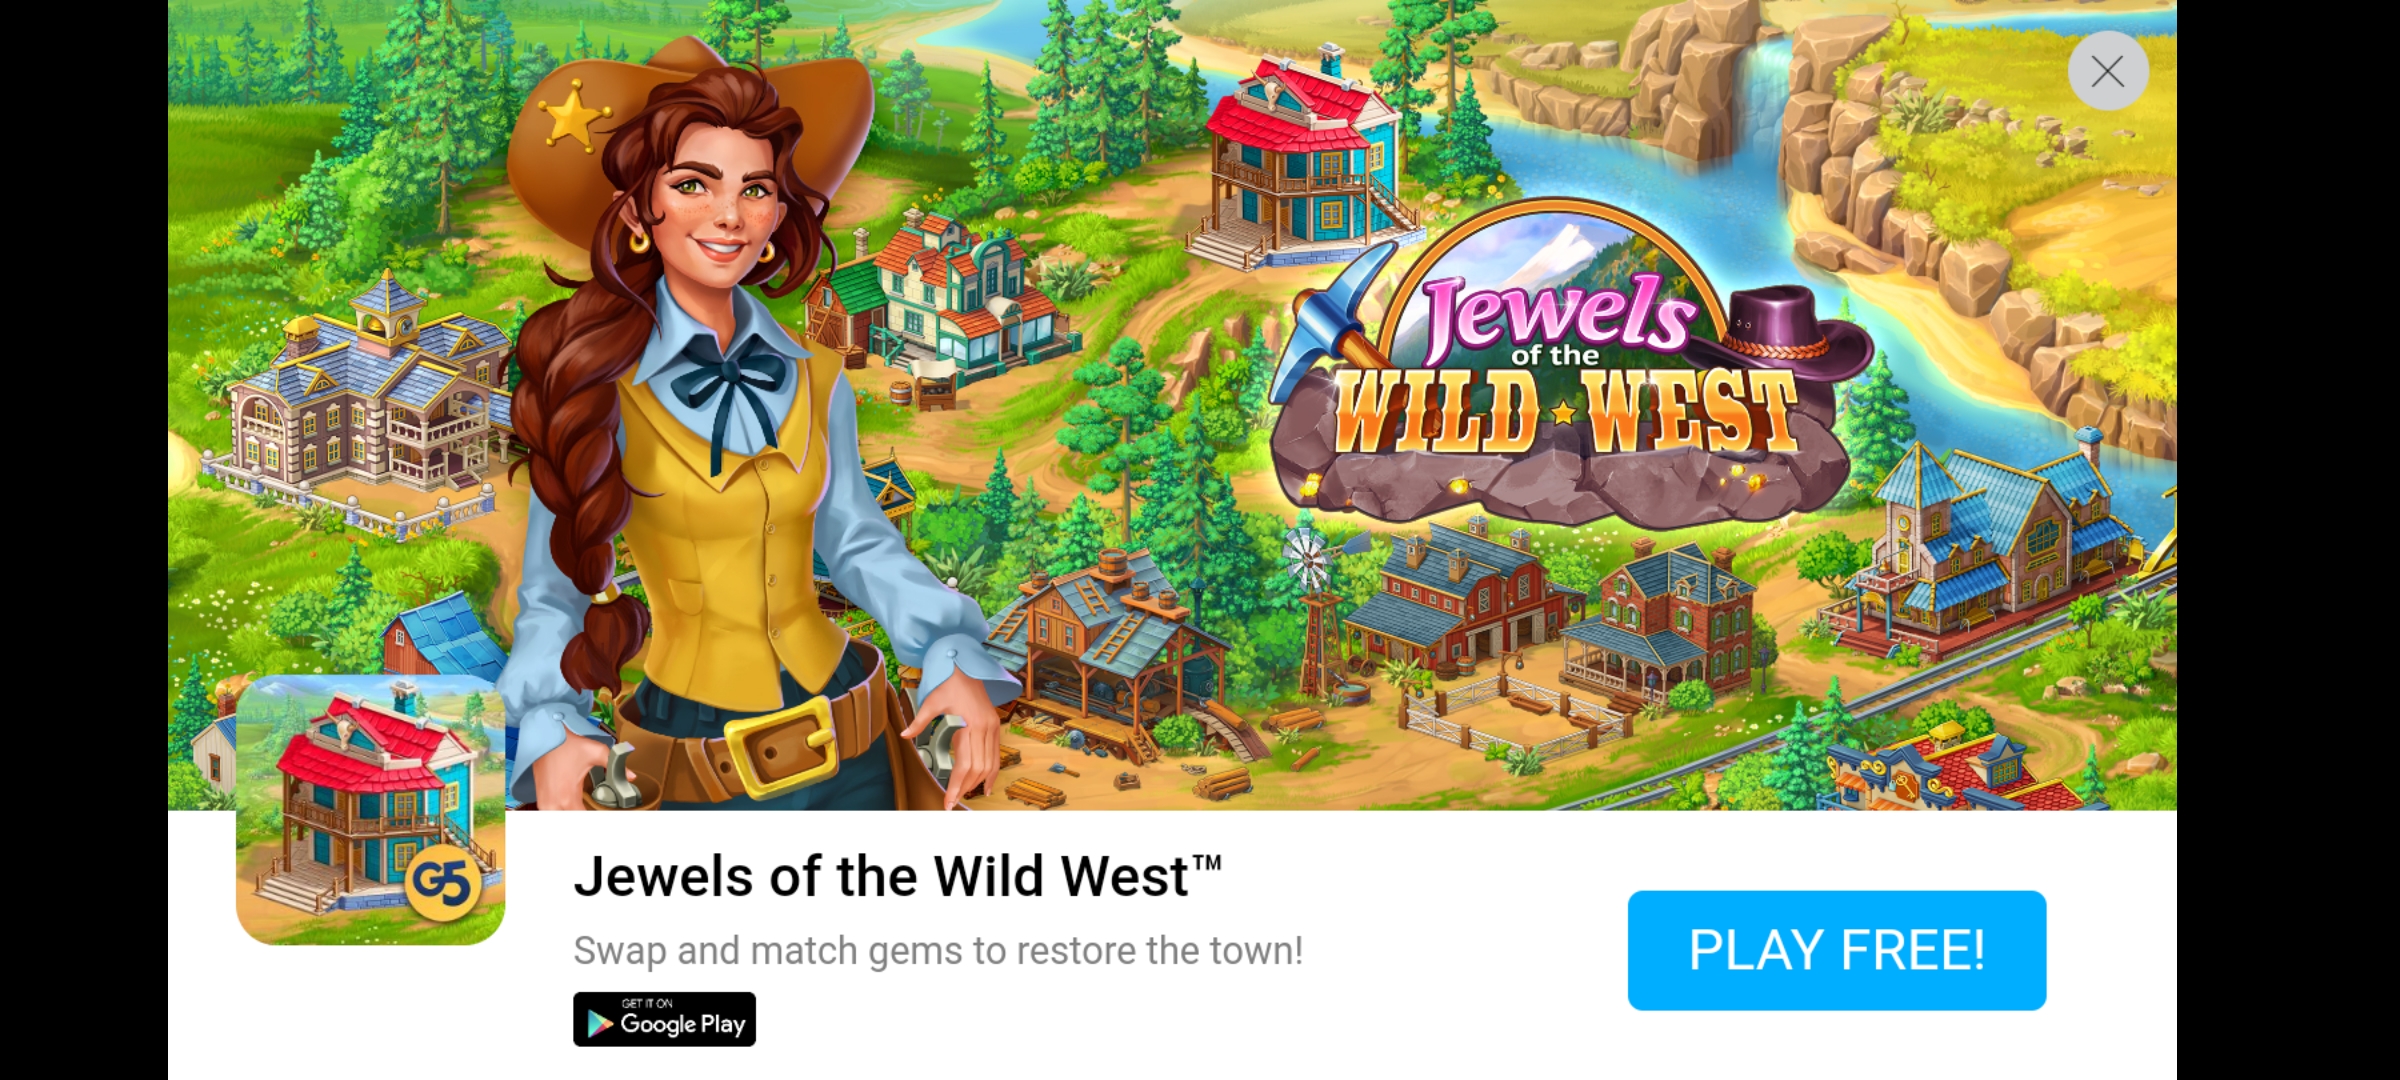 Jewels
of the
WILD WEST
G5
Jewels of the Wild West™
Swap and match gems to restore the town!
PLAY FREE!
GET IT ON
Google Play